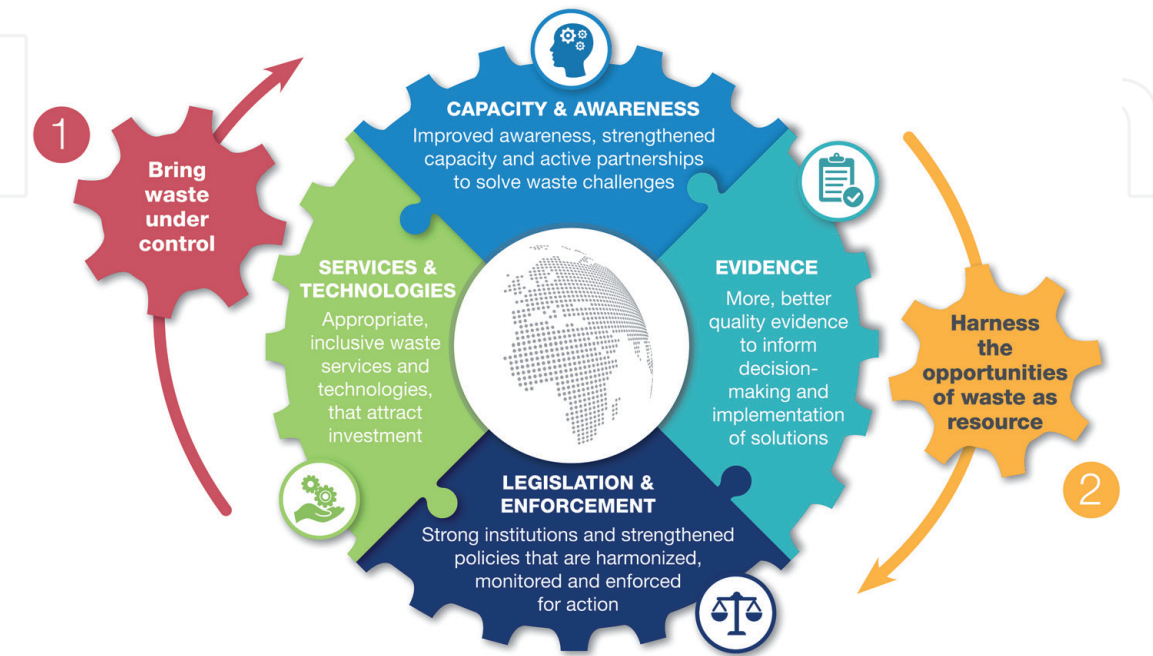 1
Bring
waste
under
control
CAPACITY & AWARENESS
Improved awareness, strengthened
capacity and active partnerships
to solve waste challenges
SERVICES &
TECHNOLOGIES
Appropriate,
inclusive waste
services and
technologies,
that attract
investment
EVIDENCE
More, better
quality evidence
to inform
decision-
making and
implementation
of solutions
LEGISLATION &
ENFORCEMENT
Strong institutions and strengthened
policies that are harmonized,
monitored and enforced
for action
Harness
the
opportunities
of waste as
resource
2